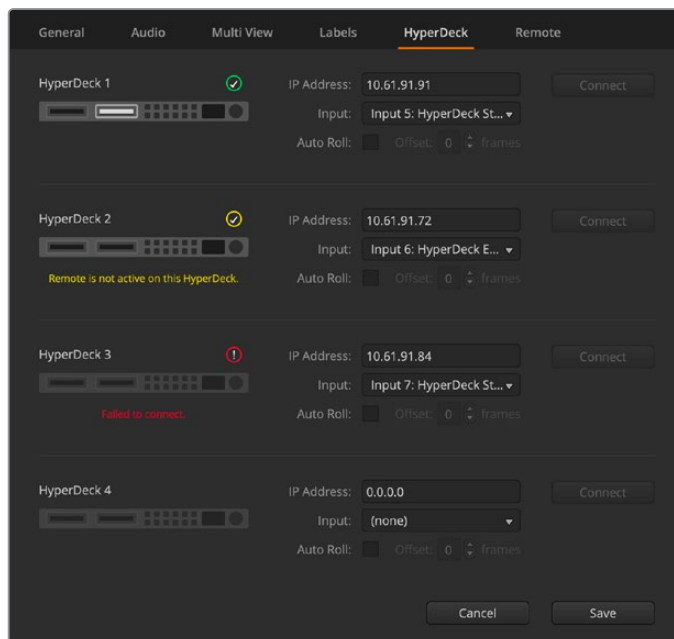 General Audio Multi View Labels HyperDeck Remote
HyperDeck 1 IP Address: 10.61.91.91 Connect
Input: Input 5: HyperDeck St...
Auto Roll: Offset: 0 frames
HyperDeck 2 IP Address: 10.61.91.72 Connect
Input: Input 6: HyperDeck E...
Remote is not active on this HyperDeck.
Auto Roll: Offset: 0 frames
HyperDeck 3 IP Address: 10.61.91.84 Connect
Input: Input 7: HyperDeck St...
Failed to connect.
Auto Roll: Offset: 0 frames
HyperDeck 4 IP Address: 0.0.0.0 Connect
Input: (none)
Auto Roll: Offset: 0 frames
Cancel Save